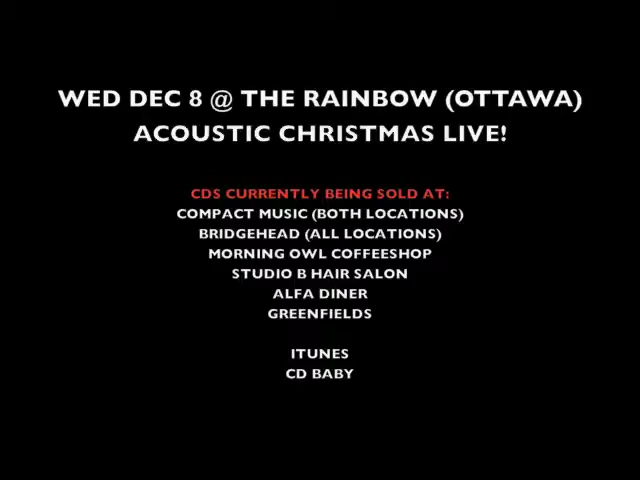 WED DEC 8 @ THE RAINBOW (OTTAWA)
ACOUSTIC CHRISTMAS LIVE!
CDS CURRENTLY BEING SOLD AT:
COMPACT MUSIC (BOTH LOCATIONS)
BRIDGEHEAD (ALL LOCATIONS)
MORNING OWL COFFEESHOP
STUDIO B HAIR SALON
ALFA DINER
GREENFIELDS
ITUNES
CD BABY